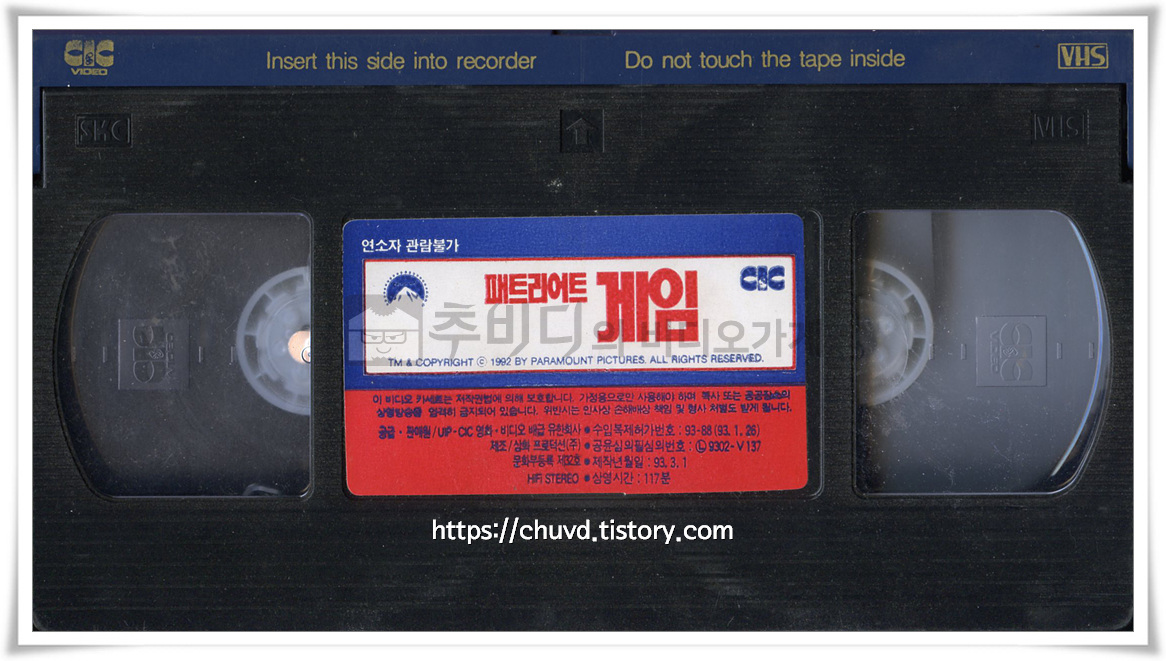 CIC VIDEO
Insert this side into recorder
Do not touch the tape inside
VHS
SKC
VHS
연소자 관람불가
패트리어트 게임
CIC
추비디의 비디오가게
TM & COPYRIGHT ⓒ 1992 BY PARAMOUNT PICTURES. ALL RIGHTS RESERVED.
CIC
이 비디오 카세트는 저작권법에 의해 보호합니다. 가정용으로만 사용해야 하며 복사 또는 공공장소의
상영방송을 엄격히 금지되어 있습니다. 위반시는 민사상 손해배상 책임 및 형사 처벌도 받게 됩니다.
공급·판매원/UIP-CIC 영화·비디오 배급 유한회사 ● 수입복제허가번호 : 93-88 (93.1.26)
제조/상화 프로덕션(주) ● 공윤심의필심의번호 : Ⓛ 9302-V137
문화부등록 제32호 ● 제작년월일 : 93.3.1
HiFi STEREO ● 상영시간 : 117분
https://chuvd.tistory.com